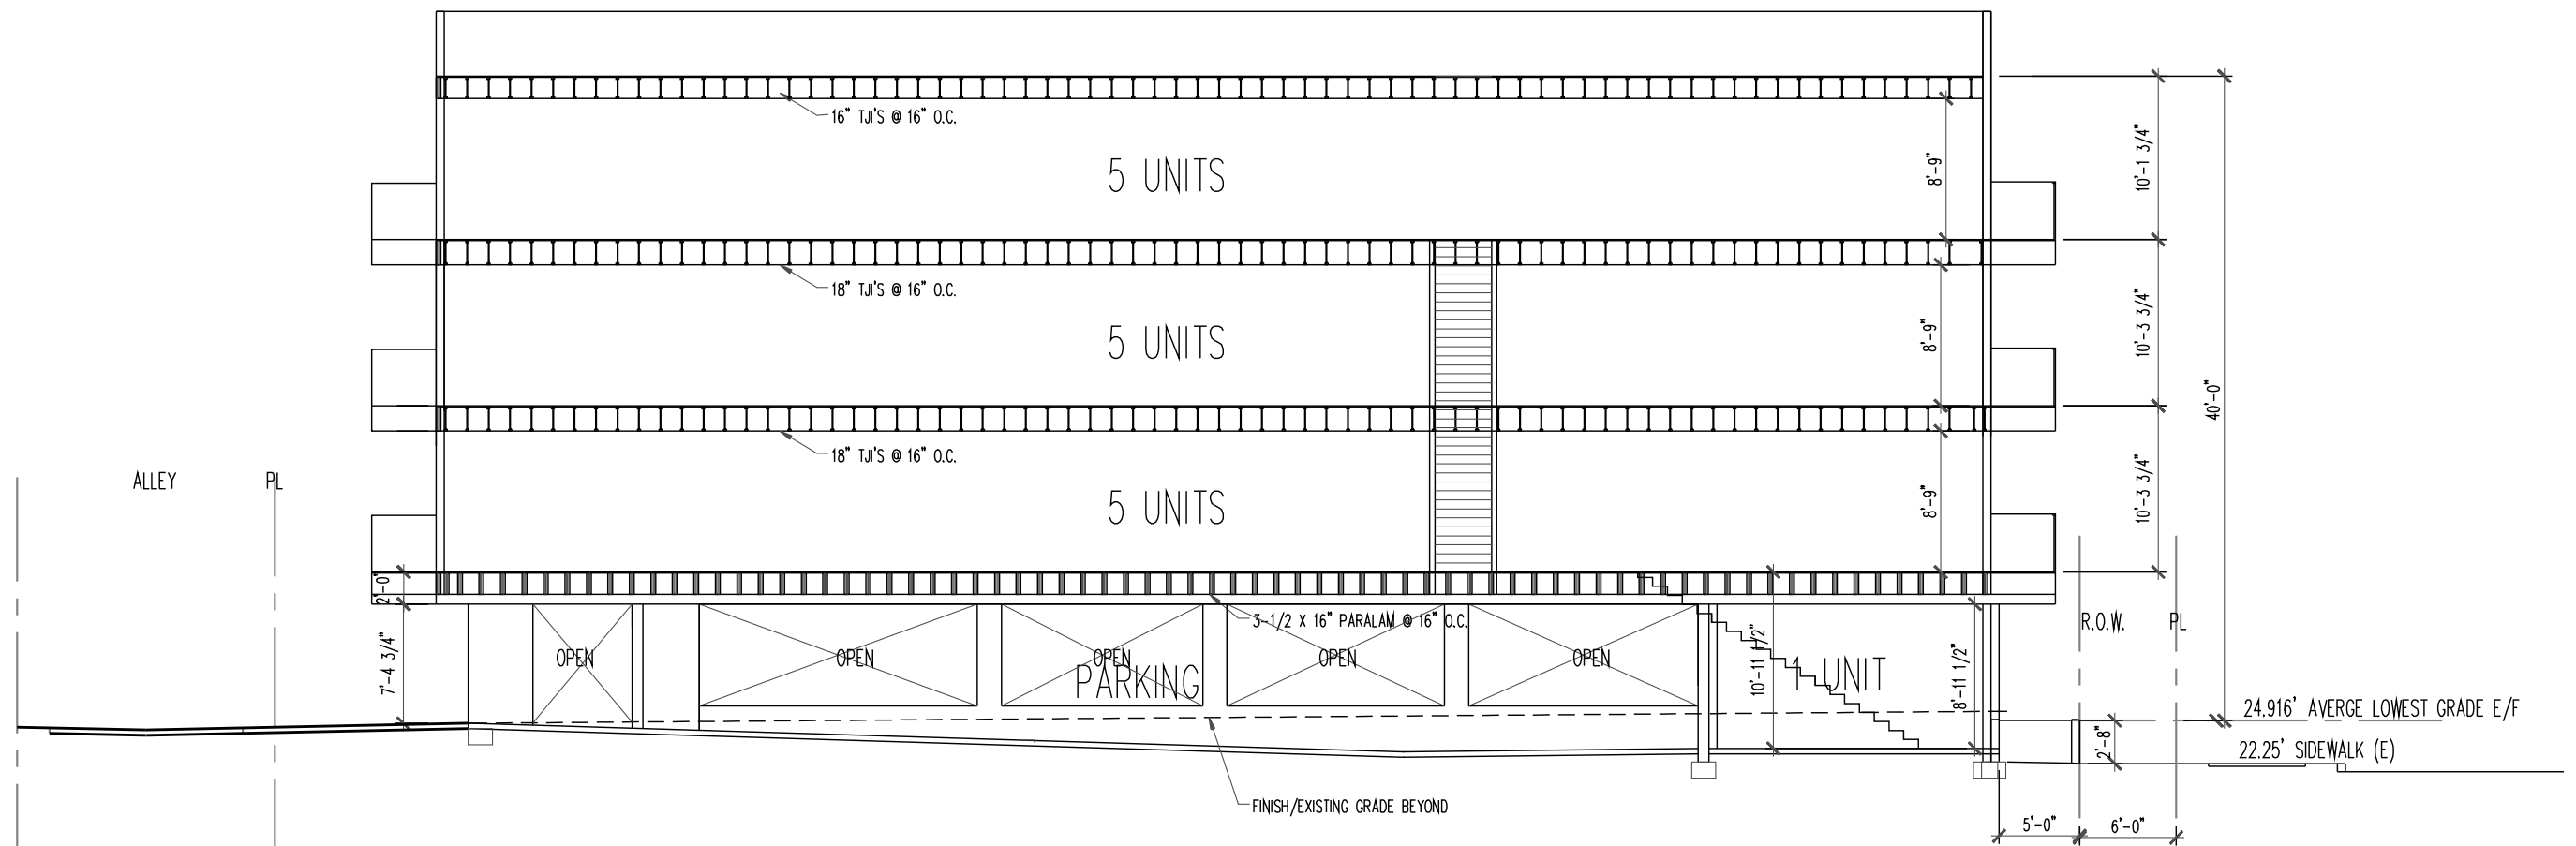 16" TJI'S @ 16" O.C.
10'-1 3/4"
8'-9"
5 UNITS
18" TJI'S @ 16" O.C.
10'-3 3/4"
8'-9"
5 UNITS
40'-0"
18" TJI'S @ 16" O.C.
ALLEY
PL
10'-3 3/4"
8'-9"
5 UNITS
2'-0"
3-1/2 X 16" PARALAM @ 16" O.C.
R.O.W.
PL
7'-4 3/4"
OPEN
OPEN
OPEN
OPEN
OPEN
PARKING
10'-11 1/2"
1 UNIT
8'-11 1/2"
24.916' AVERGE LOWEST GRADE E/F
2'-8"
22.25' SIDEWALK (E)
FINISH/EXISTING GRADE BEYOND
5'-0"
6'-0"